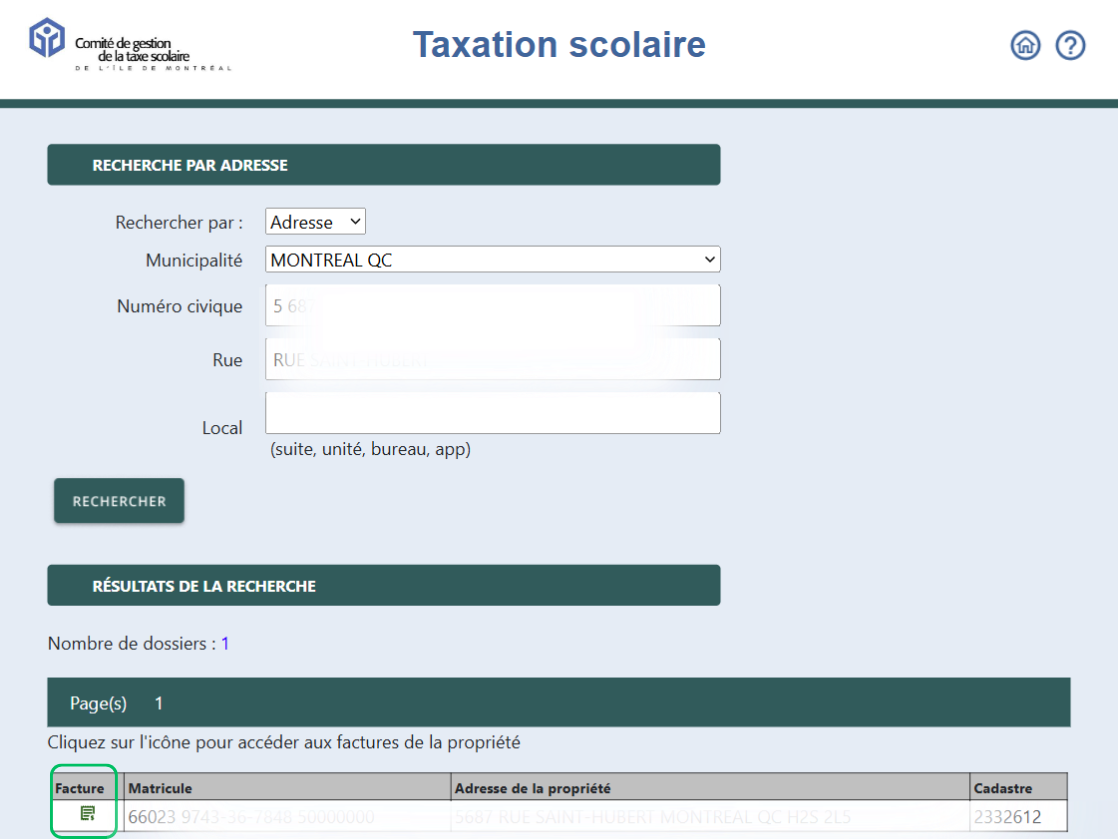 Comité de gestion
de la taxe scolaire
DE L'ÎLE DE MONTRÉAL
Taxation scolaire
?
RECHERCHE PAR ADRESSE
Rechercher par : Adresse
Municipalité MONTREAL QC
Numéro civique 5 687
Rue RUE SAINT-HUBERT
Local
(suite, unité, bureau, app)
RECHERCHER
RÉSULTATS DE LA RECHERCHE
Nombre de dossiers : 1
Page(s) 1
Cliquez sur l'icône pour accéder aux factures de la propriété
Facture Matricule Adresse de la propriété Cadastre
66023 9743-36-7848 50000000 5687 RUE SAINT-HUBERT MONTREAL QC H2S 2L5 2332612